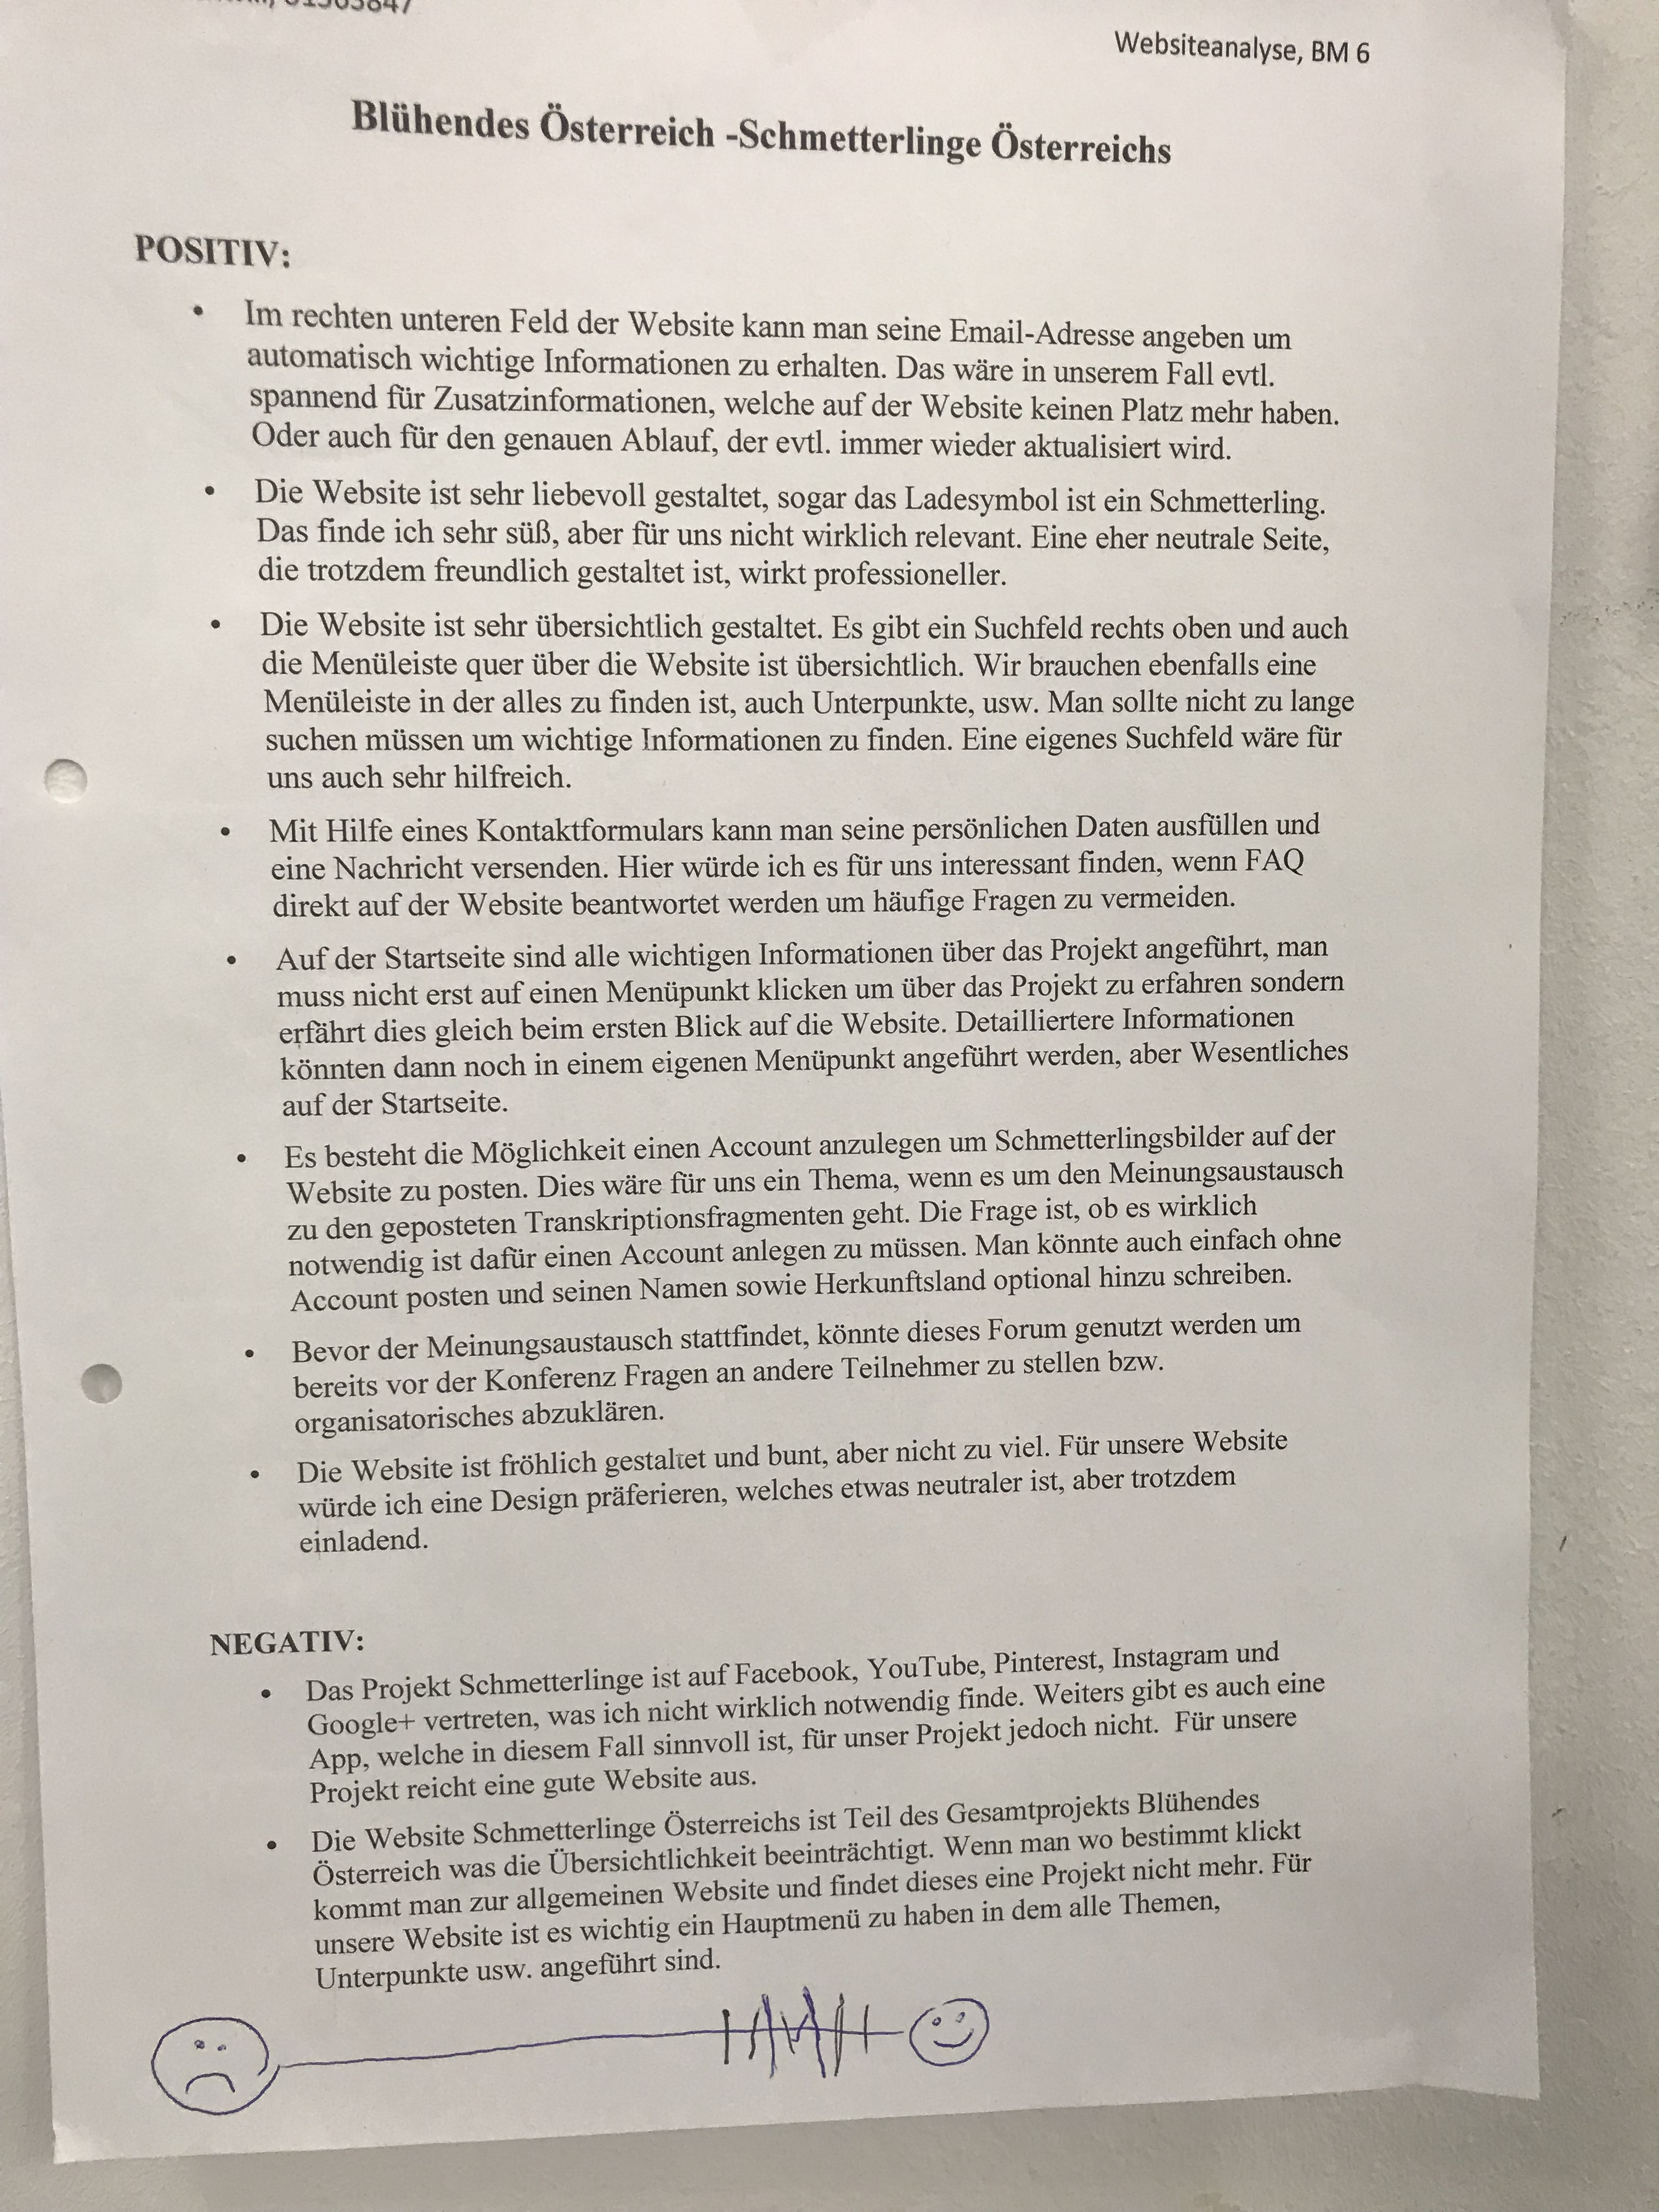 Websiteanalyse, BM 6
Blühendes Österreich -Schmetterlinge Österreichs
POSITIV:
• Im rechten unteren Feld der Website kann man seine Email-Adresse angeben um
automatisch wichtige Informationen zu erhalten. Das wäre in unserem Fall evtl.
spannend für Zusatzinformationen, welche auf der Website keinen Platz mehr haben.
Oder auch für den genauen Ablauf, der evtl. immer wieder aktualisiert wird.
• Die Website ist sehr liebevoll gestaltet, sogar das Ladesymbol ist ein Schmetterling.
Das finde ich sehr süß, aber für uns nicht wirklich relevant. Eine eher neutrale Seite,
die trotzdem freundlich gestaltet ist, wirkt professioneller.
• Die Website ist sehr übersichtlich gestaltet. Es gibt ein Suchfeld rechts oben und auch
die Menüleiste quer über die Website ist übersichtlich. Wir brauchen ebenfalls eine
Menüleiste in der alles zu finden ist, auch Unterpunkte, usw. Man sollte nicht zu lange
suchen müssen um wichtige Informationen zu finden. Eine eigenes Suchfeld wäre für
uns auch sehr hilfreich.
• Mit Hilfe eines Kontaktformulars kann man seine persönlichen Daten ausfüllen und
eine Nachricht versenden. Hier würde ich es für uns interessant finden, wenn FAQ
direkt auf der Website beantwortet werden um häufige Fragen zu vermeiden.
• Auf der Startseite sind alle wichtigen Informationen über das Projekt angeführt, man
muss nicht erst auf einen Menüpunkt klicken um über das Projekt zu erfahren sondern
erfährt dies gleich beim ersten Blick auf die Website. Detailliertere Informationen
könnten dann noch in einem eigenen Menüpunkt angeführt werden, aber Wesentliches
auf der Startseite.
• Es besteht die Möglichkeit einen Account anzulegen um Schmetterlingsbilder auf der
Website zu posten. Dies wäre für uns ein Thema, wenn es um den Meinungsaustausch
zu den geposteten Transkriptionsfragmenten geht. Die Frage ist, ob es wirklich
notwendig ist dafür einen Account anlegen zu müssen. Man könnte auch einfach ohne
Account posten und seinen Namen sowie Herkunftsland optional hinzu schreiben.
• Bevor der Meinungsaustausch stattfindet, könnte dieses Forum genutzt werden um
bereits vor der Konferenz Fragen an andere Teilnehmer zu stellen bzw.
organisatorisches abzuklären.
• Die Website ist fröhlich gestaltet und bunt, aber nicht zu viel. Für unsere Website
würde ich eine Design präferieren, welches etwas neutraler ist, aber trotzdem
einladend.
NEGATIV:
• Das Projekt Schmetterlinge ist auf Facebook, YouTube, Pinterest, Instagram und
Google+ vertreten, was ich nicht wirklich notwendig finde. Weiters gibt es auch eine
App, welche in diesem Fall sinnvoll ist, für unser Projekt jedoch nicht. Für unsere
Projekt reicht eine gute Website aus.
• Die Website Schmetterlinge Österreichs ist Teil des Gesamtprojekts Blühendes
Österreich was die Übersichtlichkeit beeinträchtigt. Wenn man wo bestimmt klickt
kommt man zur allgemeinen Website und findet dieses eine Projekt nicht mehr. Für
unsere Website ist es wichtig ein Hauptmenü zu haben in dem alle Themen,
Unterpunkte usw. angeführt sind.